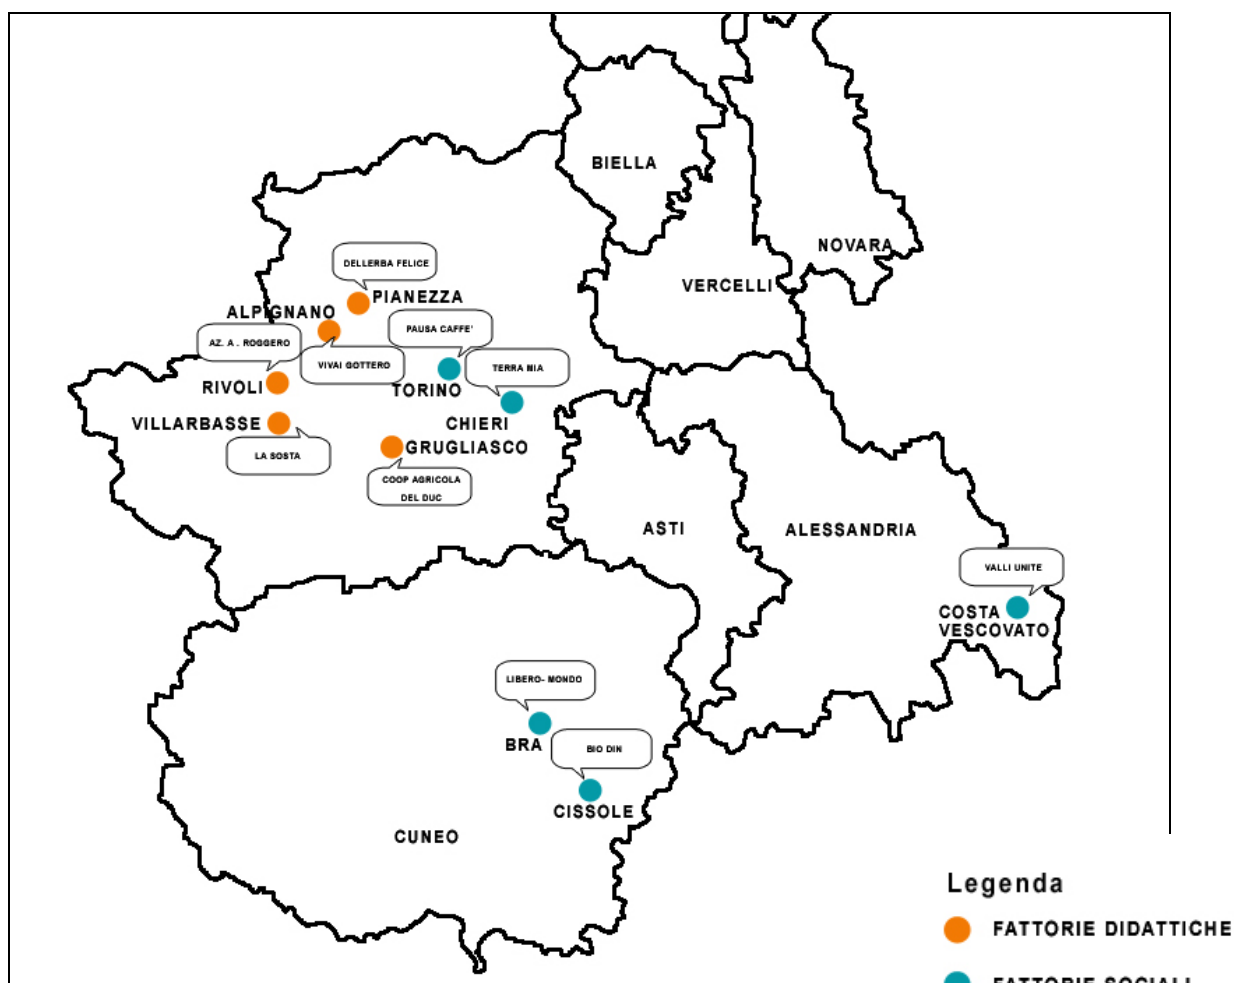 BIELLA
NOVARA
DELLERBA FELICE
VERCELLI
PIANEZZA
ALPIGNANO
PAUSA CAFFE'
AZ. A . ROGGERO
VIVAI GOTTERO
TERRA MIA
RIVOLI
TORINO
VILLARBASSE
CHIERI
GRUGLIASCO
LA SOSTA
COOP AGRICOLA
DEL DUC
ASTI
ALESSANDRIA
VALLI UNITE
COSTA
VESCOVATO
LIBERO- MONDO
BRA
BIO DIN
CISSOLE
CUNEO
Legenda
FATTORIE DIDATTICHE
FATTORIE SOCIALI